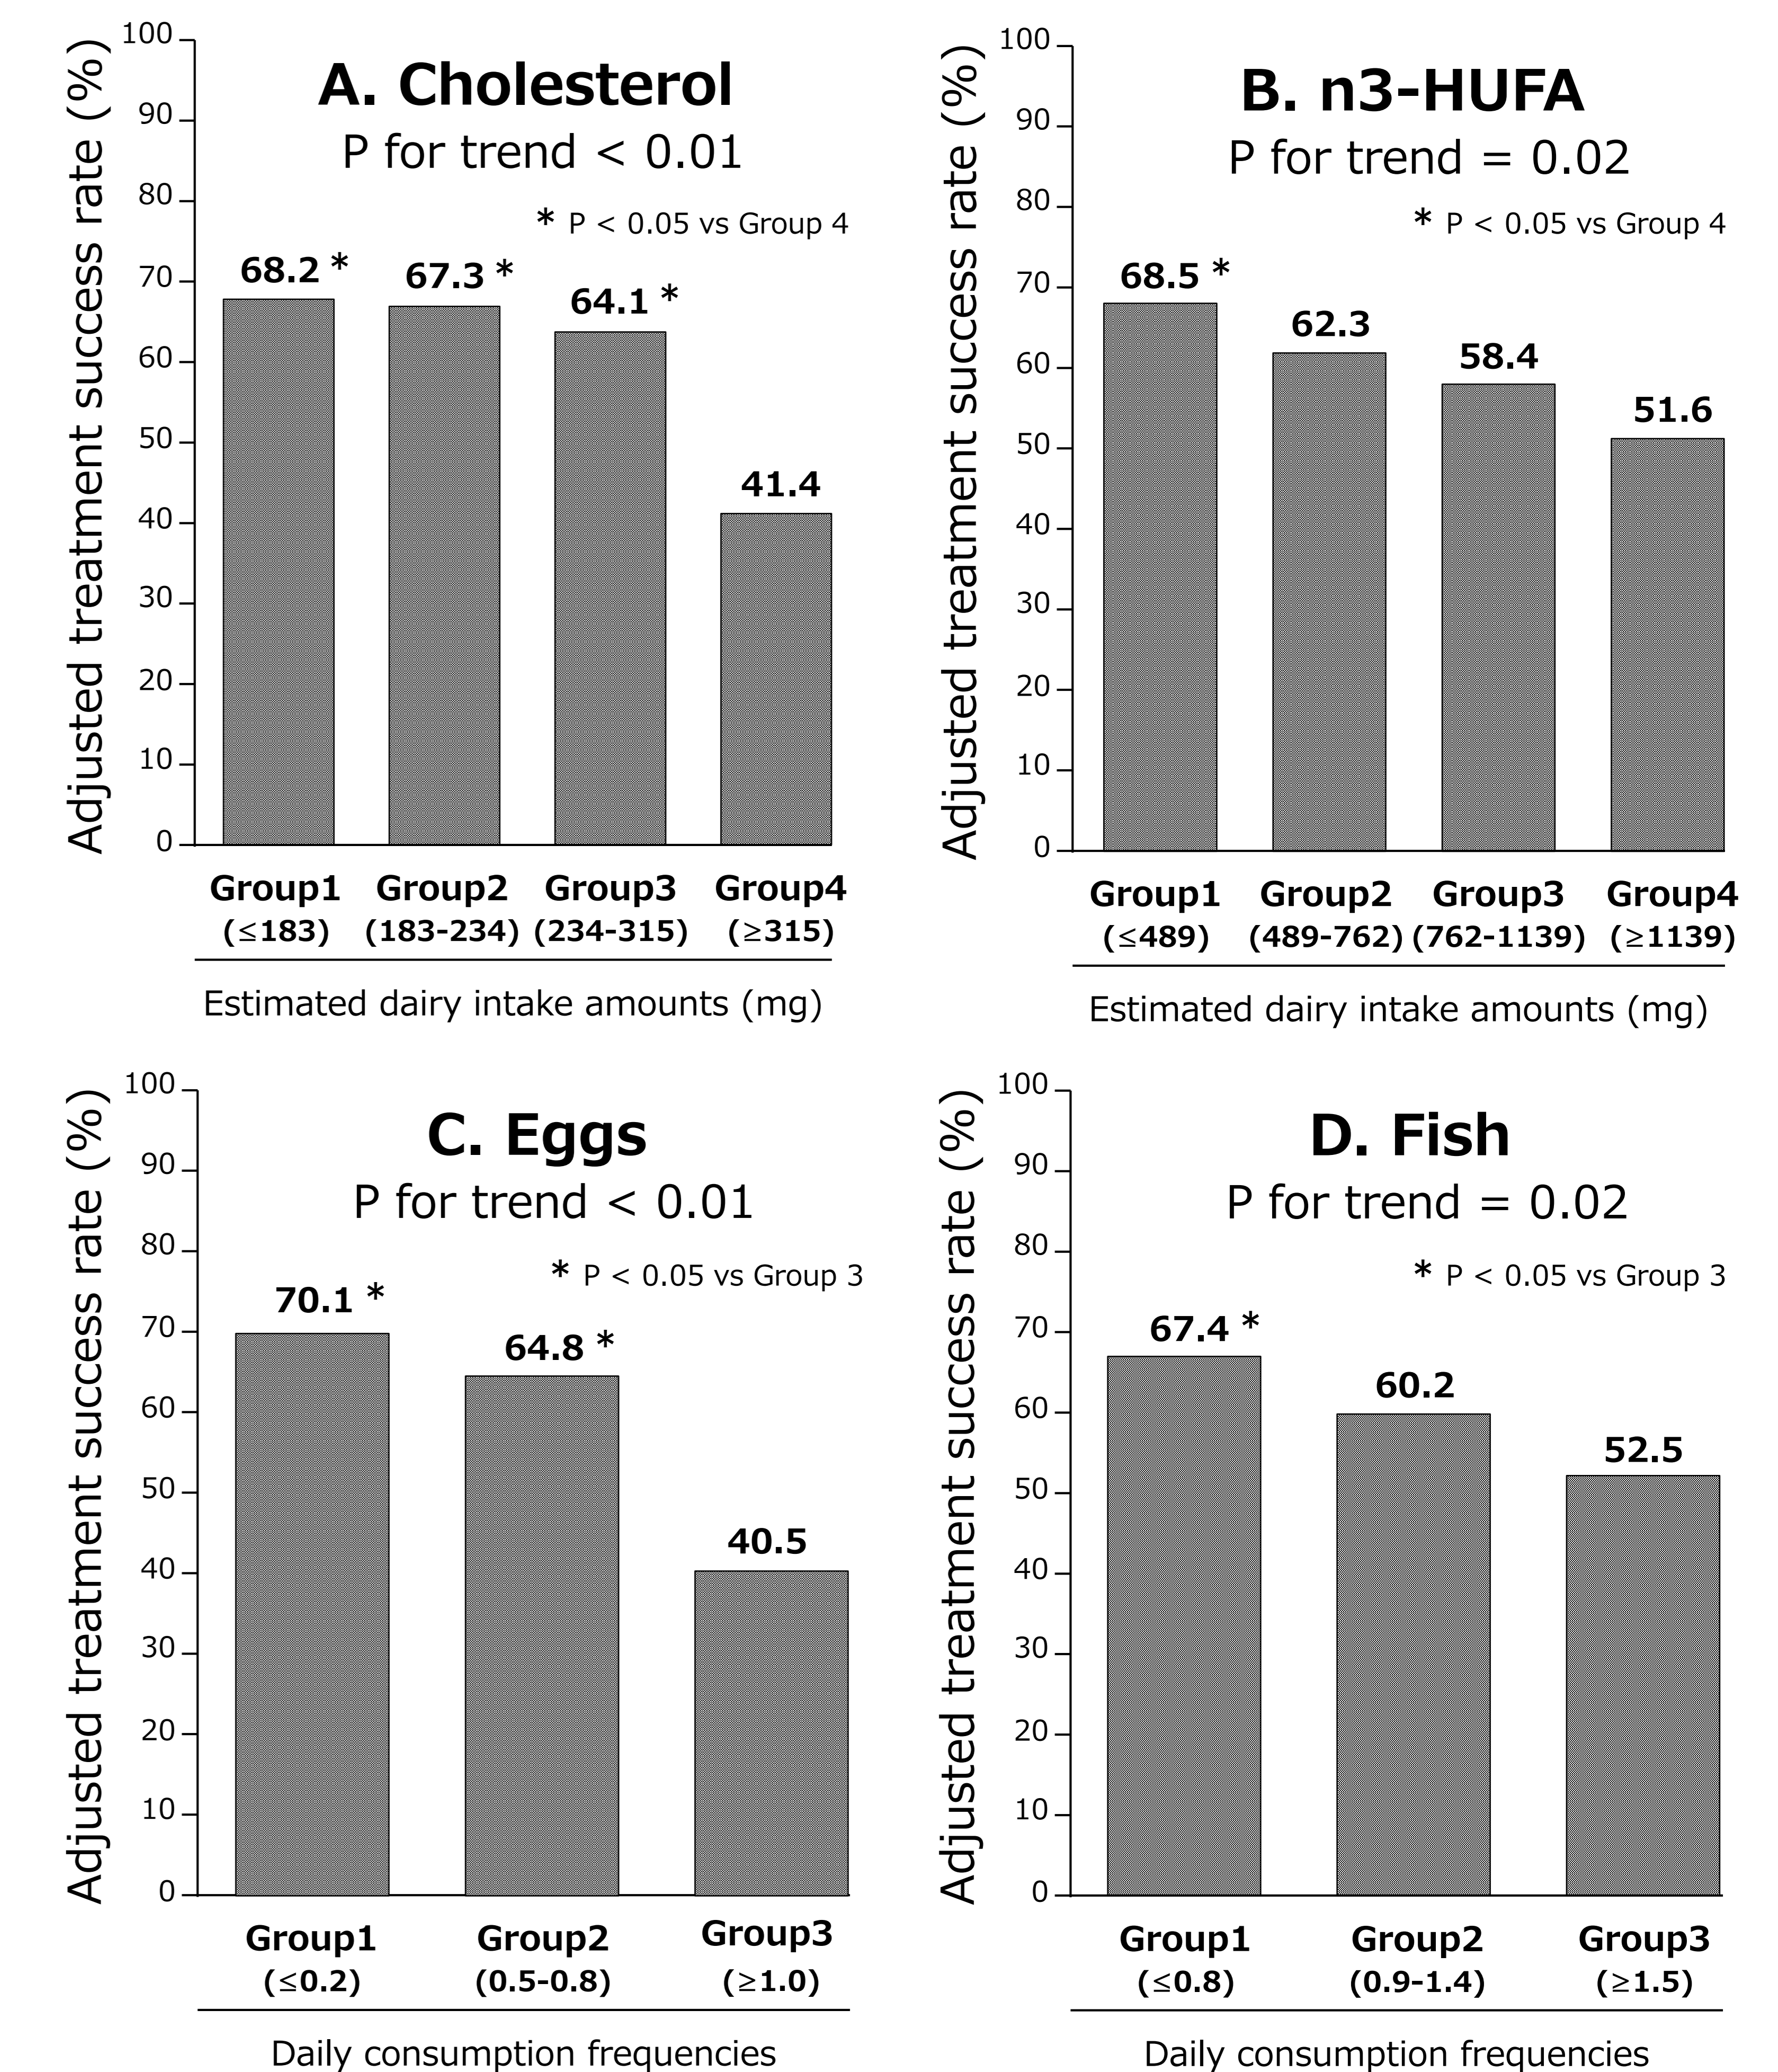 A. Cholesterol
P for trend < 0.01
* P < 0.05 vs Group 4
Adjusted treatment success rate (%)
100
90
80
70
60
50
40
30
20
10
0
68.2 *
67.3 *
64.1 *
41.4
Group1 Group2 Group3 Group4
(≤183) (183-234) (234-315) (≥315)
Estimated dairy intake amounts (mg)
B. n3-HUFA
P for trend = 0.02
* P < 0.05 vs Group 4
Adjusted treatment success rate (%)
100
90
80
70
60
50
40
30
20
10
0
68.5 *
62.3
58.4
51.6
Group1 Group2 Group3 Group4
(≤489) (489-762) (762-1139) (≥1139)
Estimated dairy intake amounts (mg)
C. Eggs
P for trend < 0.01
* P < 0.05 vs Group 3
Adjusted treatment success rate (%)
100
90
80
70
60
50
40
30
20
10
0
70.1 *
64.8 *
40.5
Group1 Group2 Group3
(≤0.2) (0.5-0.8) (≥1.0)
Daily consumption frequencies
D. Fish
P for trend = 0.02
* P < 0.05 vs Group 3
Adjusted treatment success rate (%)
100
90
80
70
60
50
40
30
20
10
0
67.4 *
60.2
52.5
Group1 Group2 Group3
(≤0.8) (0.9-1.4) (≥1.5)
Daily consumption frequencies